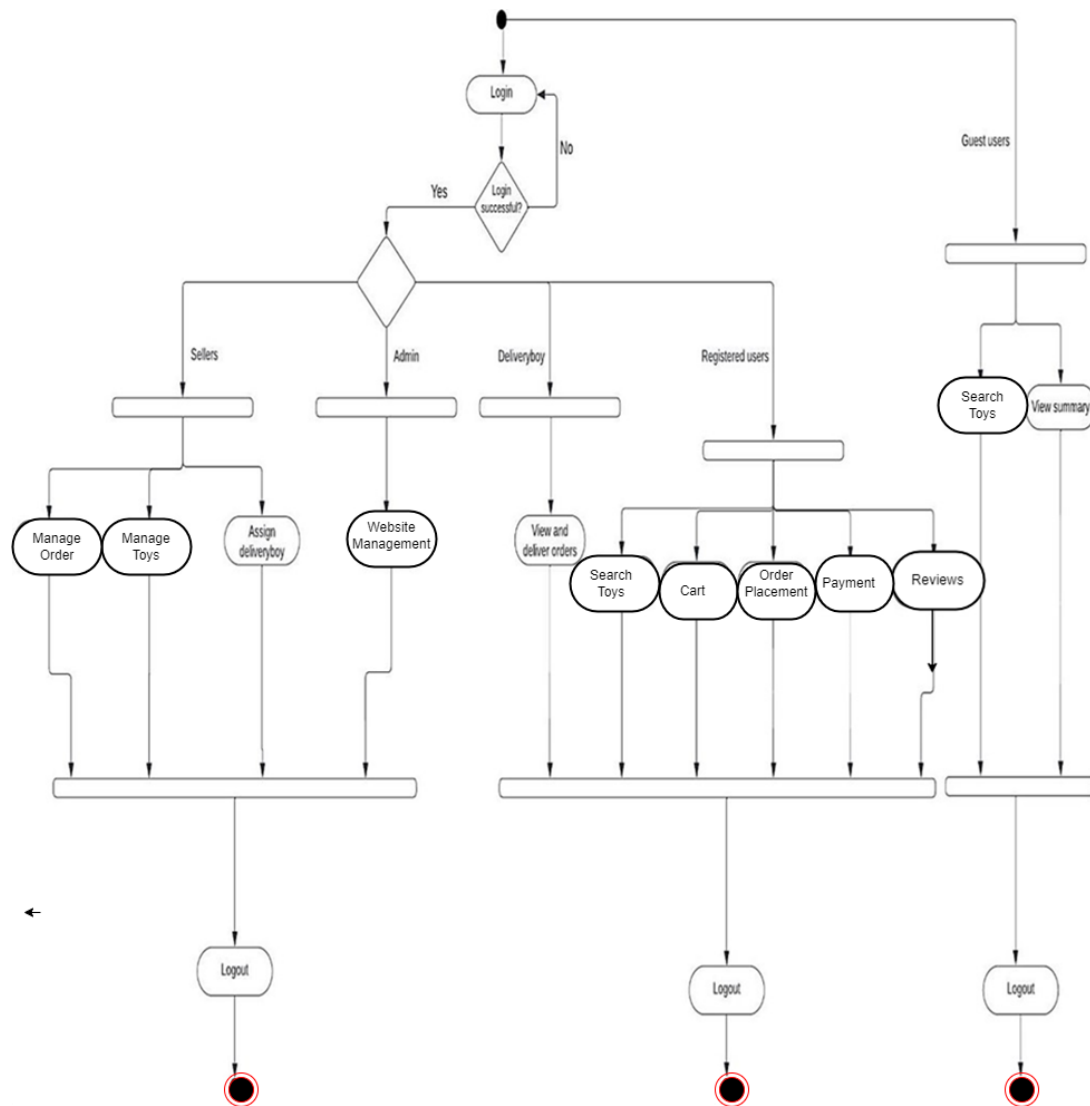 Login
Guest users
No
Login
successful?
Yes
Sellers
Admin
Deliveryboy
Registered users
Search
Toys
View summary
Manage
Order
Manage
Toys
Assign
deliveryboy
Website
Management
View and
deliver orders
Search
Toys
Cart
Order
Placement
Payment
Reviews
Logout
Logout
Logout